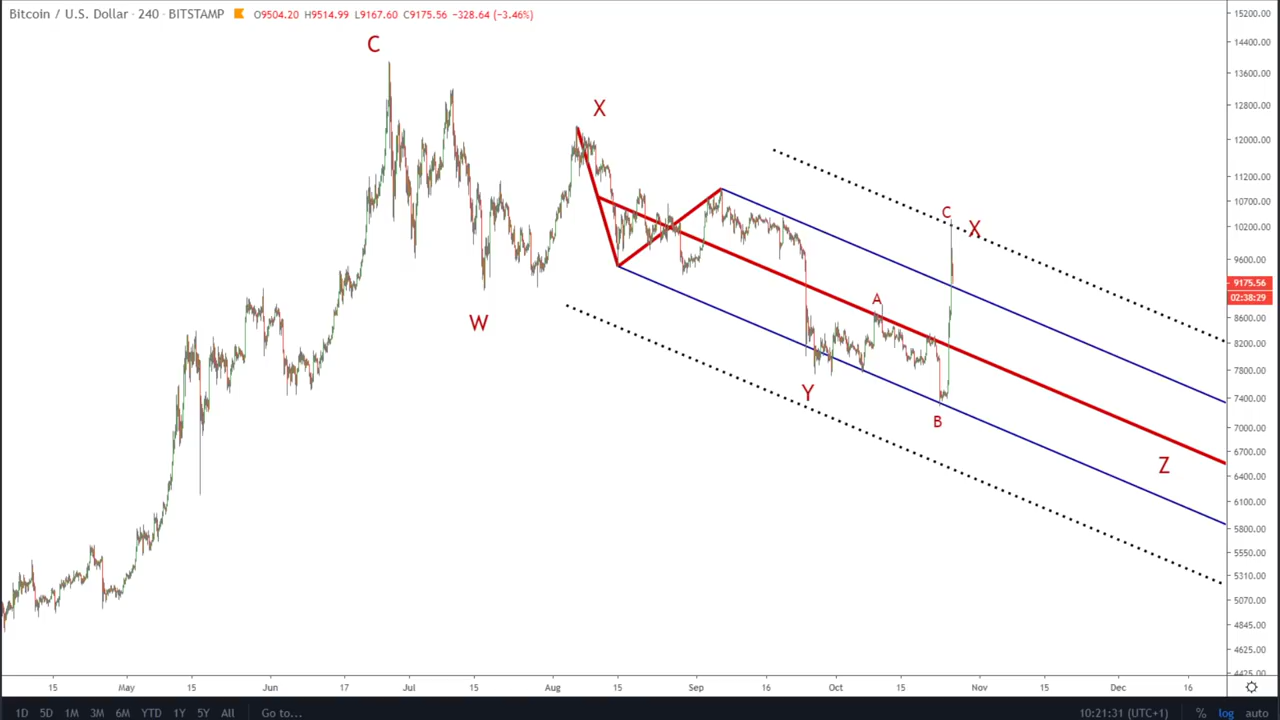 Bitcoin / U.S. Dollar · 240 · BITSTAMP O9504.20 H9514.99 L9167.60 C9175.56 −328.64 (−3.46%)
C
X
W
C
X
A
Y
B
Z
15200.00
14400.00
13600.00
12800.00
12000.00
11200.00
10700.00
10200.00
9600.00
9175.56
02:38:29
8600.00
8200.00
7800.00
7400.00
7000.00
6700.00
6400.00
6100.00
5800.00
5550.00
5310.00
5070.00
4845.00
4625.00
4425.00
15 May 15 Jun 17 Jul 15 Aug 15 Sep 16 Oct 15 Nov 15 Dec 16
1D 5D 1M 3M 6M YTD 1Y 5Y All Go to... 10:21:31 (UTC+1) % log auto